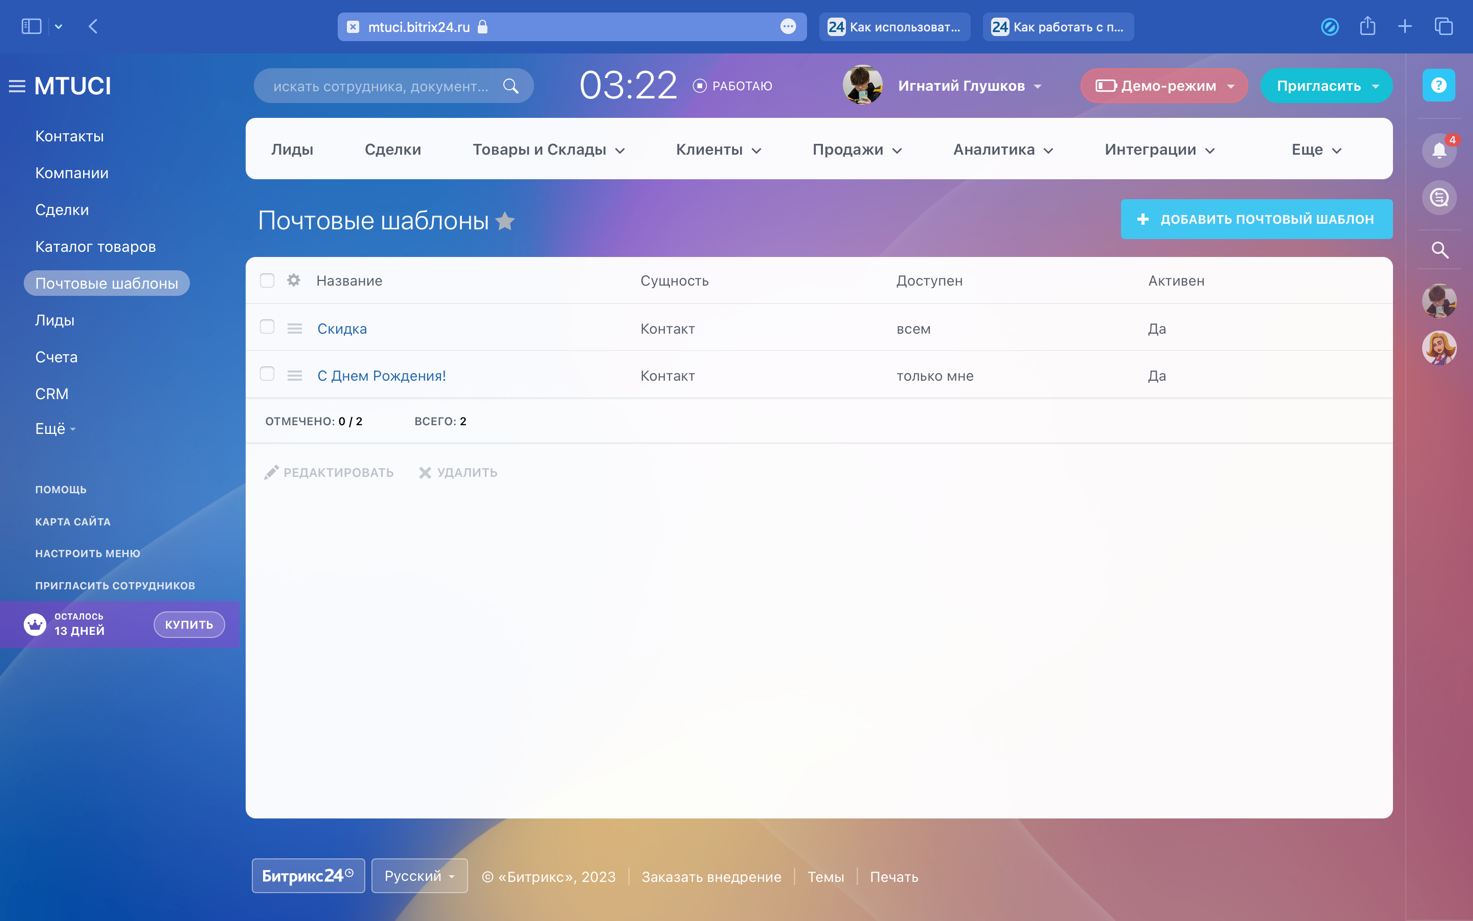 mtuci.bitrix24.ru
24 Как использоват...
24 Как работать с п...
MTUCI
искать сотрудника, документ...
03:22
РАБОТАЮ
Игнатий Глушков
Демо-режим
Пригласить
?
4
Контакты
Компании
Сделки
Каталог товаров
Почтовые шаблоны
Лиды
Счета
CRM
Ещё
ПОМОЩЬ
КАРТА САЙТА
НАСТРОИТЬ МЕНЮ
ПРИГЛАСИТЬ СОТРУДНИКОВ
ОСТАЛОСЬ
13 ДНЕЙ
КУПИТЬ
Лиды Сделки Товары и Склады Клиенты Продажи Аналитика Интеграции Еще
Почтовые шаблоны
+ ДОБАВИТЬ ПОЧТОВЫЙ ШАБЛОН
Название Сущность Доступен Активен
Скидка Контакт всем Да
С Днем Рождения! Контакт только мне Да
ОТМЕЧЕНО: 0 / 2 ВСЕГО: 2
РЕДАКТИРОВАТЬ УДАЛИТЬ
Битрикс24 Русский © «Битрикс», 2023 Заказать внедрение Темы Печать